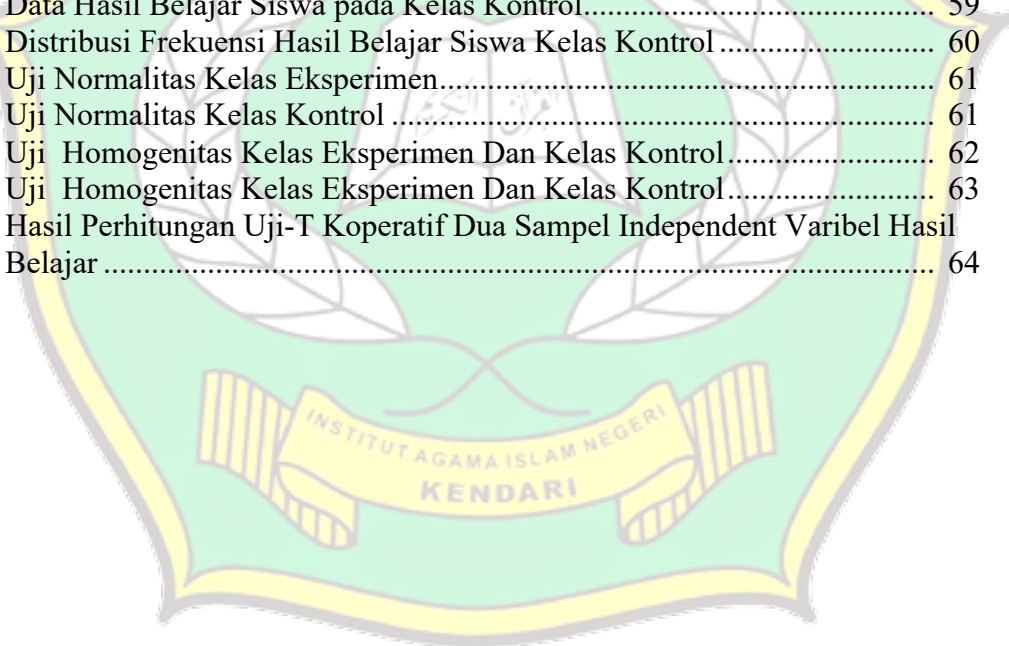 Data Hasil Belajar Siswa pada Kelas Kontrol............................................ 59
Distribusi Frekuensi Hasil Belajar Siswa Kelas Kontrol ........................... 60
Uji Normalitas Kelas Eksperimen.............................................................. 61
Uji Normalitas Kelas Kontrol .................................................................... 61
Uji  Homogenitas Kelas Eksperimen Dan Kelas Kontrol.......................... 62
Uji  Homogenitas Kelas Eksperimen Dan Kelas Kontrol.......................... 63
Hasil Perhitungan Uji-T Koperatif Dua Sampel Independent Varibel Hasil
Belajar ........................................................................................................ 64
INSTITUT AGAMA ISLAM NEGERI
KENDARI